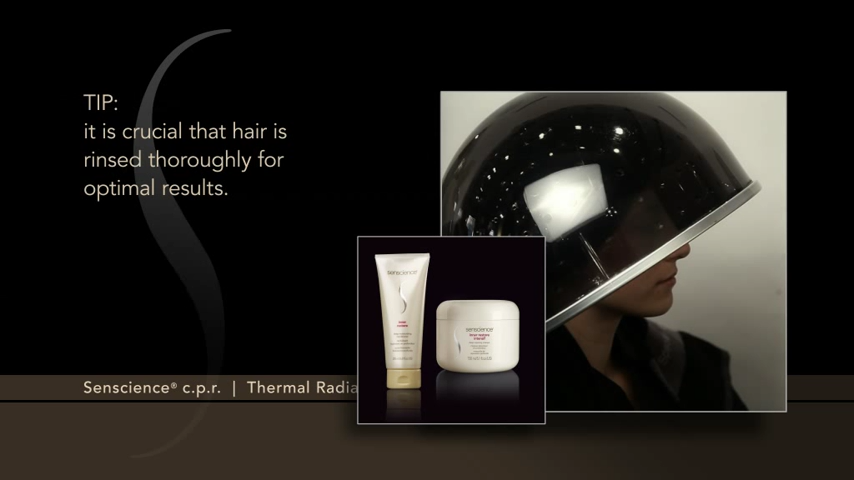 TIP:
it is crucial that hair is
rinsed thoroughly for
optimal results.
senscience
senscience
Senscience® c.p.r. | Thermal Radia